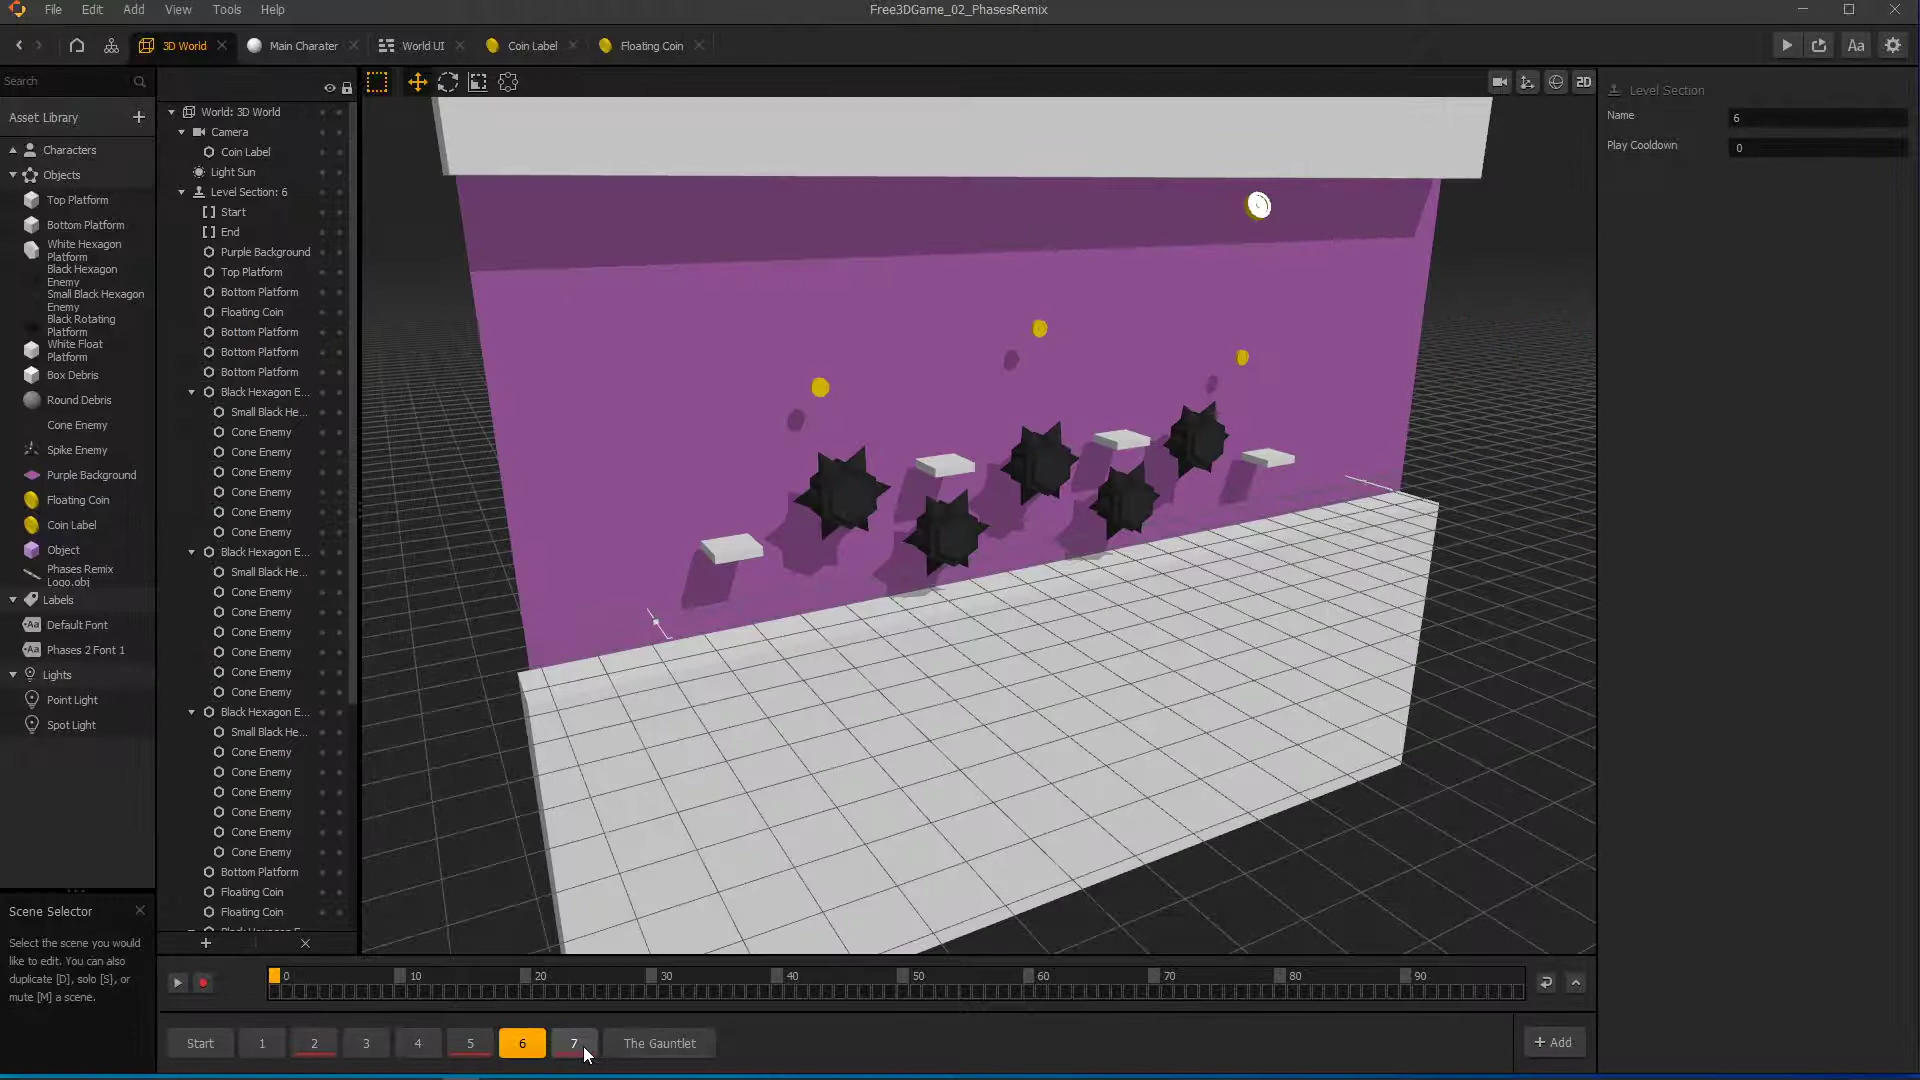 File Edit Add View Tools Help
Free3DGame_02_PhasesRemix
3D World
Main Charater
World UI
Coin Label
Floating Coin
Aa
Search
Asset Library
Characters
Objects
Top Platform
Bottom Platform
White Hexagon
Platform
Black Hexagon
Enemy
Small Black Hexagon
Enemy
Black Rotating
Platform
White Float
Platform
Box Debris
Round Debris
Cone Enemy
Spike Enemy
Purple Background
Floating Coin
Coin Label
Object
Phases Remix
Logo.obj
Labels
Aa Default Font
Aa Phases 2 Font 1
Lights
Point Light
Spot Light
Scene Selector
Select the scene you would
like to edit. You can also
duplicate [D], solo [S], or
mute [M] a scene.
World: 3D World
Camera
Coin Label
Light Sun
Level Section: 6
Start
End
Purple Background
Top Platform
Bottom Platform
Floating Coin
Bottom Platform
Bottom Platform
Bottom Platform
Black Hexagon E...
Small Black He...
Cone Enemy
Cone Enemy
Cone Enemy
Cone Enemy
Cone Enemy
Cone Enemy
Black Hexagon E...
Small Black He...
Cone Enemy
Cone Enemy
Cone Enemy
Cone Enemy
Cone Enemy
Cone Enemy
Black Hexagon E...
Small Black He...
Cone Enemy
Cone Enemy
Cone Enemy
Cone Enemy
Cone Enemy
Cone Enemy
Bottom Platform
Floating Coin
Floating Coin
2D
Level Section
Name 6
Play Cooldown 0
0 10 20 30 40 50 60 70 80 90
Start 1 2 3 4 5 6 7 The Gauntlet
+ Add